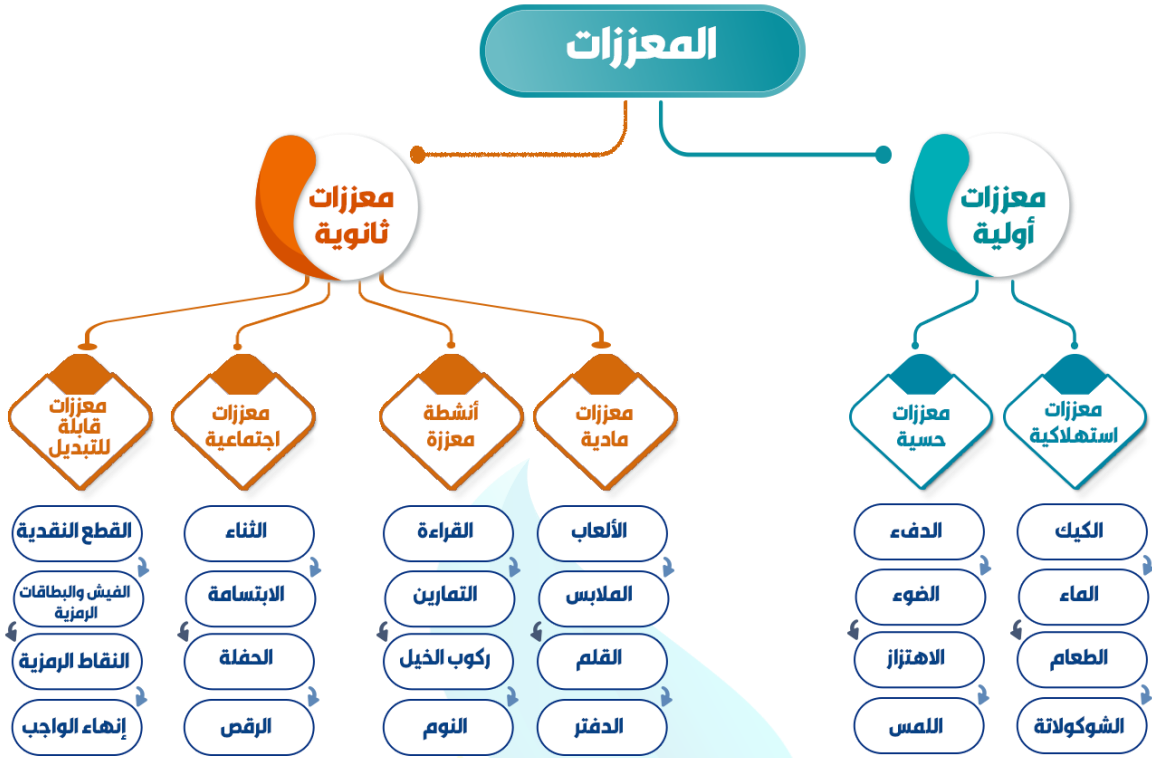 المعززات
معززات
أولية
معززات
استهلاكية
الكيك
الماء
الطعام
الشوكولاتة
معززات
حسية
الدفء
الضوء
الاهتزاز
اللمس
معززات
ثانوية
معززات
مادية
الألعاب
الملابس
القلم
الدفتر
أنشطة
معززة
القراءة
التمارين
ركوب الخيل
النوم
معززات
اجتماعية
الثناء
الابتسامة
الحفلة
الرقص
معززات
قابلة
للتبديل
القطع النقدية
الفيش والبطاقات
الرمزية
النقاط الرمزية
إنهاء الواجب